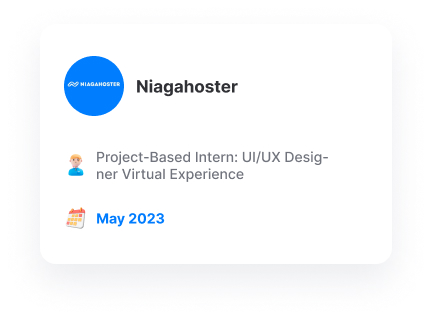 NIAGAHOSTER
Niagahoster
Project-Based Intern: UI/UX Desig-
ner Virtual Experience
May 2023